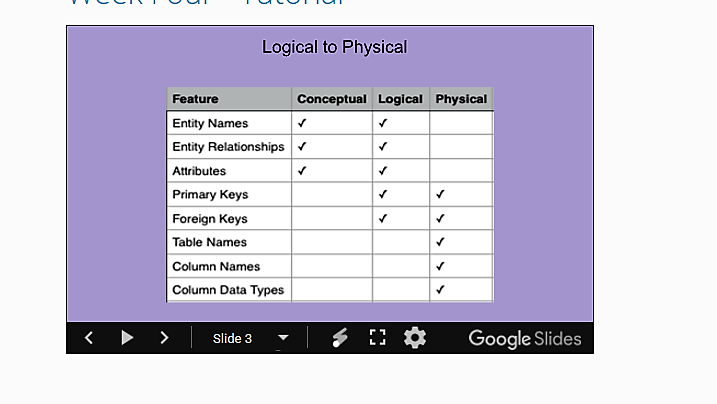 Week Four - Tutorial
Logical to Physical
Feature Conceptual Logical Physical
Entity Names ✓ ✓
Entity Relationships ✓ ✓
Attributes ✓ ✓
Primary Keys ✓ ✓
Foreign Keys ✓ ✓
Table Names ✓
Column Names ✓
Column Data Types ✓
Slide 3 Google Slides